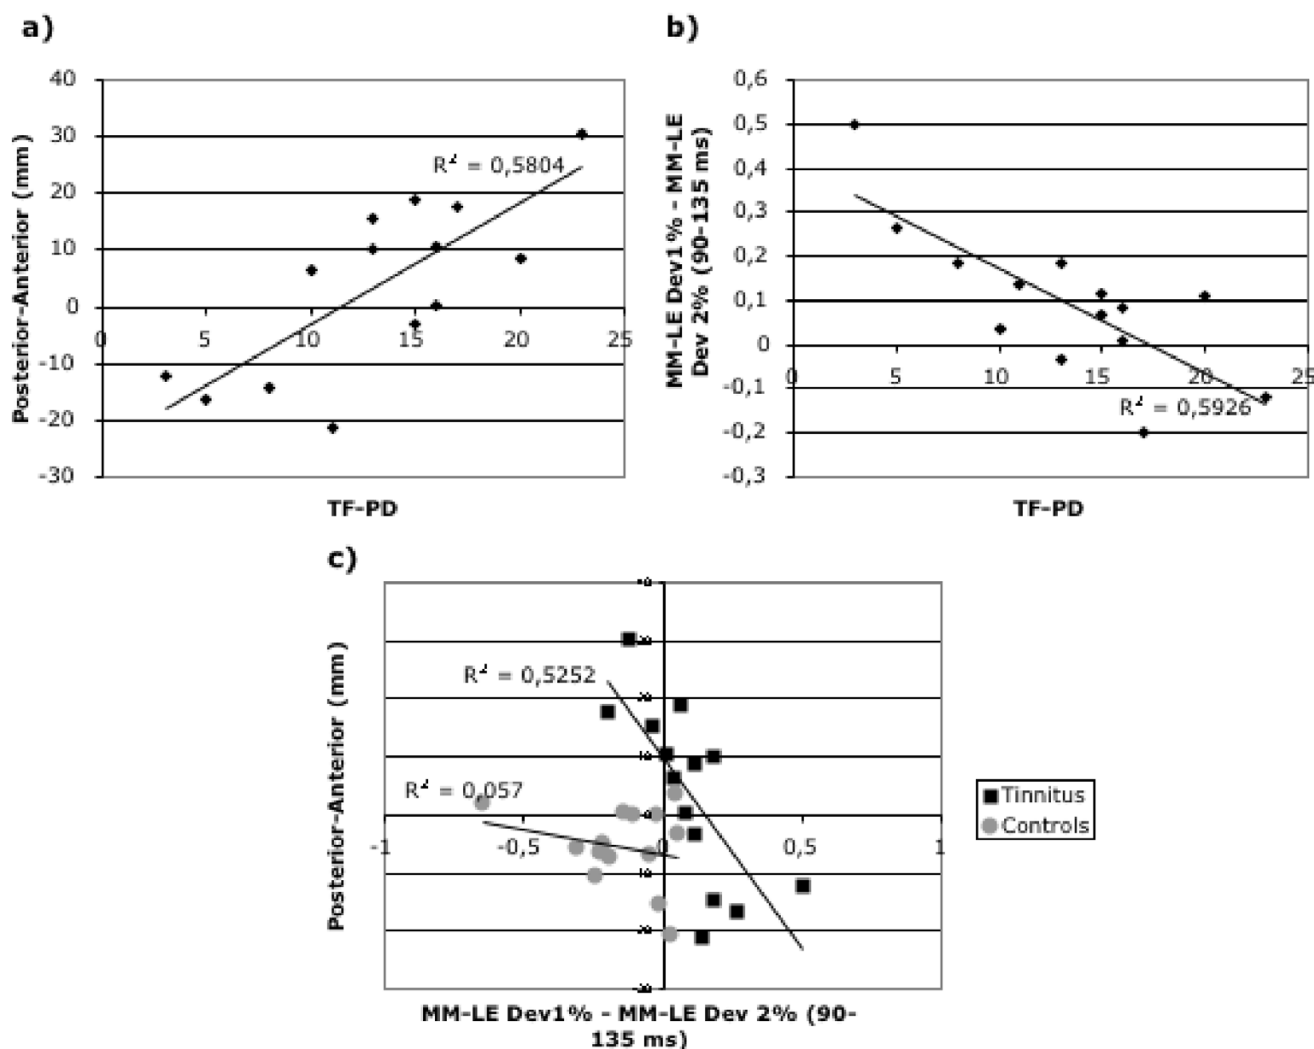 a)
40
30
20
10
0
-10
-20
-30
0 5 10 15 20 25
R² = 0,5804
Posterior-Anterior (mm)
TF-PD
b)
0,6
0,5
0,4
0,3
0,2
0,1
0
-0,1
-0,2
-0,3
0 5 10 15 20 25
R² = 0,5926
MM-LE Dev1% - MM-LE
Dev 2% (90-135 ms)
TF-PD
c)
R² = 0,5252
R² = 0,057
-1 -0,5 0 0,5 1
Posterior-Anterior (mm)
MM-LE Dev1% - MM-LE Dev 2% (90-
135 ms)
Tinnitus
Controls